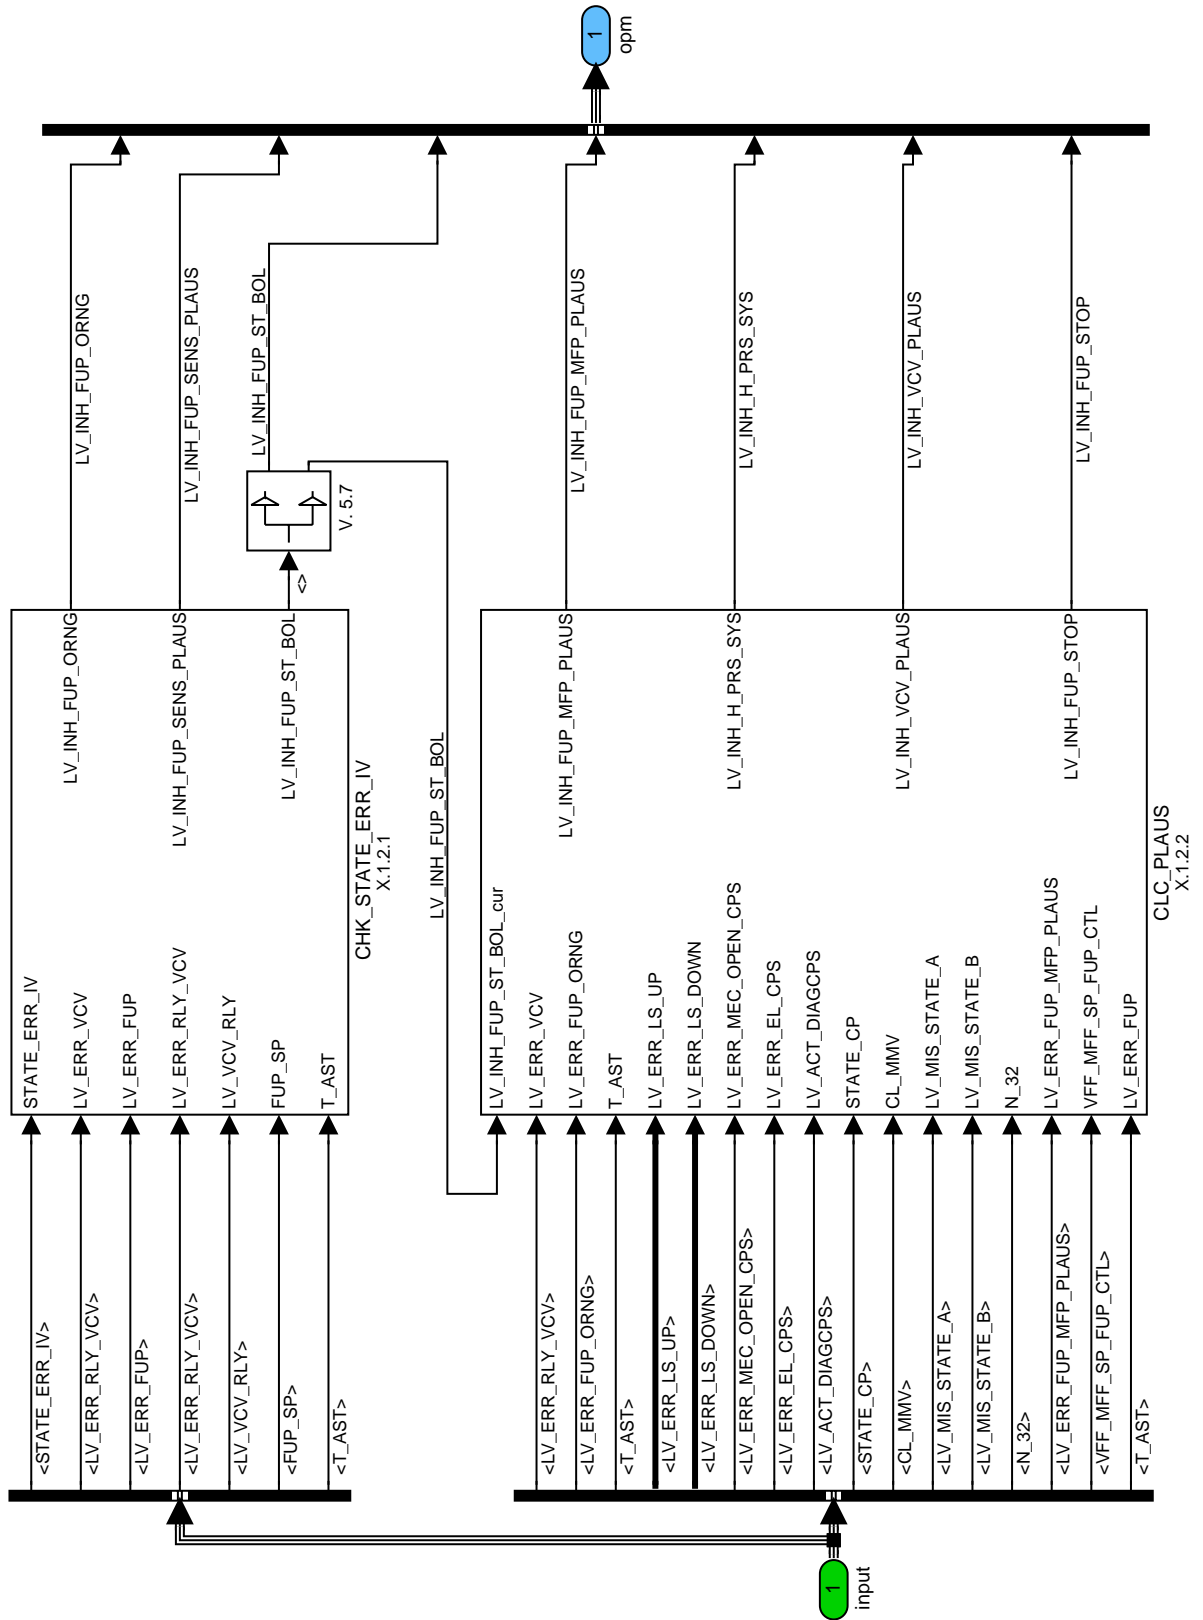 1
input
<STATE_ERR_IV>
<LV_ERR_RLY_VCV>
<LV_ERR_FUP>
<LV_ERR_RLY_VCV>
<LV_VCV_RLY>
<FUP_SP>
<T_AST>
STATE_ERR_IV
LV_ERR_VCV
LV_ERR_FUP
LV_ERR_RLY_VCV
LV_VCV_RLY
FUP_SP
T_AST
LV_INH_FUP_ORNG
LV_INH_FUP_SENS_PLAUS
LV_INH_FUP_ST_BOL
CHK_STATE_ERR_IV
X.1.2.1
<>
V. 5.7
LV_INH_FUP_ORNG
LV_INH_FUP_SENS_PLAUS
LV_INH_FUP_ST_BOL
LV_INH_FUP_ST_BOL
<LV_ERR_RLY_VCV>
<LV_ERR_FUP_ORNG>
<T_AST>
<LV_ERR_LS_UP>
<LV_ERR_LS_DOWN>
<LV_ERR_MEC_OPEN_CPS>
<LV_ERR_EL_CPS>
<LV_ACT_DIAGCPS>
<STATE_CP>
<CL_MMV>
<LV_MIS_STATE_A>
<LV_MIS_STATE_B>
<N_32>
<LV_ERR_FUP_MFP_PLAUS>
<VFF_MFF_SP_FUP_CTL>
<T_AST>
LV_INH_FUP_ST_BOL_cur
LV_ERR_VCV
LV_ERR_FUP_ORNG
T_AST
LV_ERR_LS_UP
LV_ERR_LS_DOWN
LV_ERR_MEC_OPEN_CPS
LV_ERR_EL_CPS
LV_ACT_DIAGCPS
STATE_CP
CL_MMV
LV_MIS_STATE_A
LV_MIS_STATE_B
N_32
LV_ERR_FUP_MFP_PLAUS
VFF_MFF_SP_FUP_CTL
LV_ERR_FUP
LV_INH_FUP_MFP_PLAUS
LV_INH_H_PRS_SYS
LV_INH_VCV_PLAUS
LV_INH_FUP_STOP
CLC_PLAUS
X.1.2.2
LV_INH_FUP_MFP_PLAUS
LV_INH_H_PRS_SYS
LV_INH_VCV_PLAUS
LV_INH_FUP_STOP
1
opm